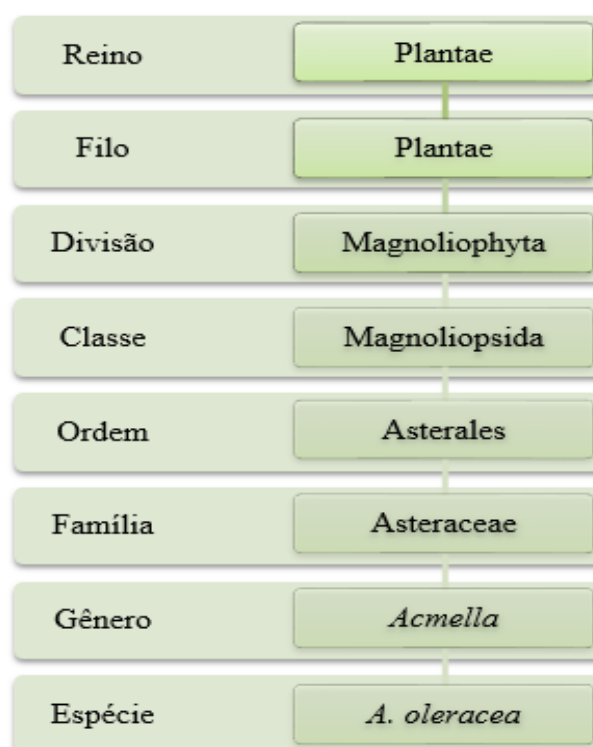 Reino Plantae
Filo Plantae
Divisão Magnoliophyta
Classe Magnoliopsida
Ordem Asterales
Família Asteraceae
Gênero Acmella
Espécie A. oleracea